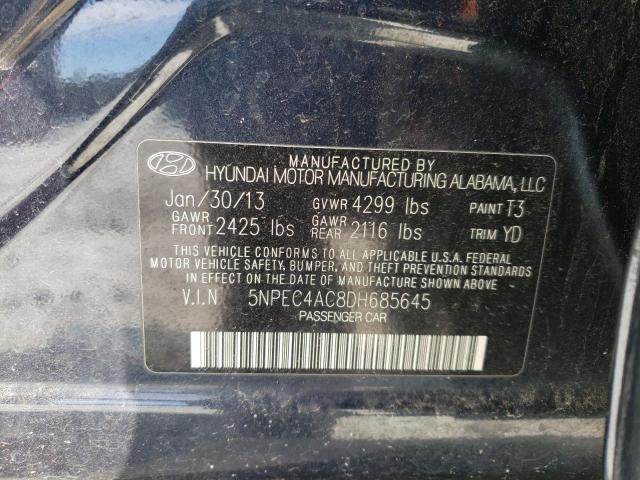 MANUFACTURED BY
HYUNDAI MOTOR MANUFACTURING ALABAMA, LLC
Jan/30/13 GVWR 4299 lbs PAINT T3
GAWR FRONT 2425 lbs GAWR REAR 2116 lbs TRIM YD
THIS VEHICLE CONFORMS TO ALL APPLICABLE U.S.A. FEDERAL
MOTOR VEHICLE SAFETY, BUMPER, AND THEFT PREVENTION STANDARDS
IN EFFECT ON THE DATE OF MANUFACTURE SHOWN ABOVE.
V.I.N 5NPEC4AC8DH685645
PASSENGER CAR